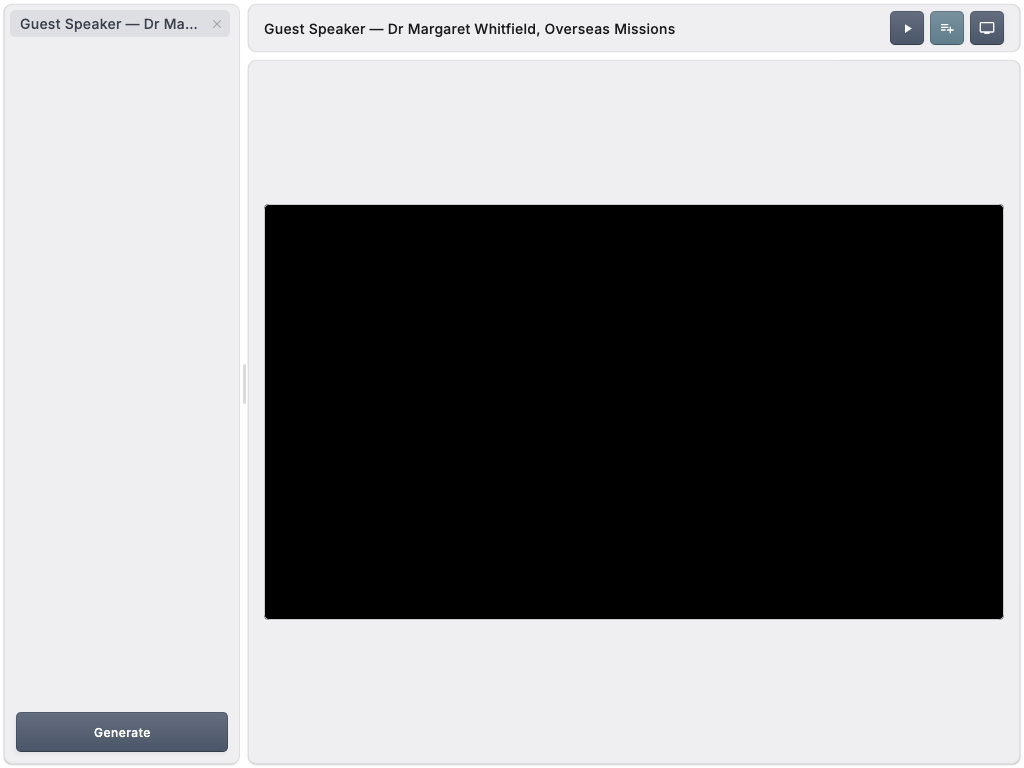 Guest Speaker — Dr Ma...
Guest Speaker — Dr Margaret Whitfield, Overseas Missions
Generate